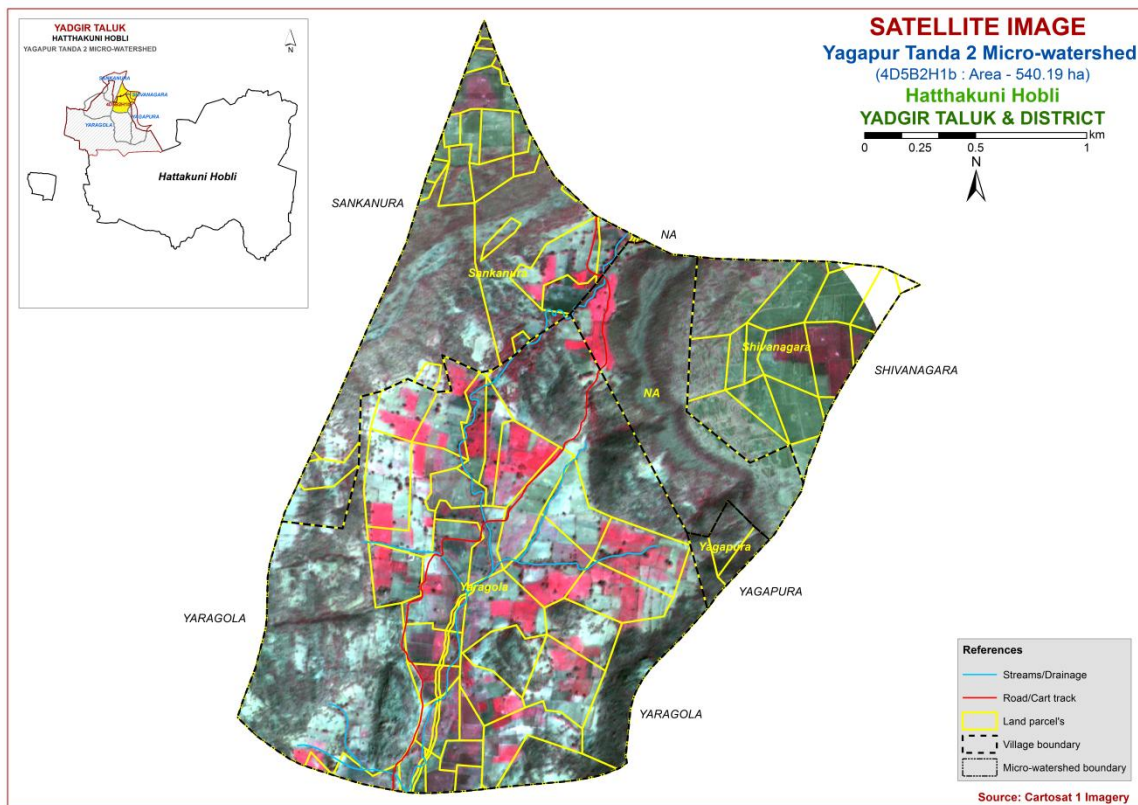 YADGIR TALUK
HATTHAKUNI HOBLI
YAGAPUR TANDA 2 MICRO-WATERSHED
N
SANKANURA
SHIVANAGARA
YAGAPURA
YARAGOLA
Hattakuni Hobli
SATELLITE IMAGE
Yagapur Tanda 2 Micro-watershed
(4D5B2H1b : Area - 540.19 ha)
Hatthakuni Hobli
YADGIR TALUK & DISTRICT
km
0 0.25 0.5 1
N
SANKANURA
NA
Sankanura
Shivanagara
SHIVANAGARA
NA
Yagapura
Yaragola
YAGAPURA
YARAGOLA
YARAGOLA
References
Streams/Drainage
Road/Cart track
Land parcel's
Village boundary
Micro-watershed boundary
Source: Cartosat 1 Imagery